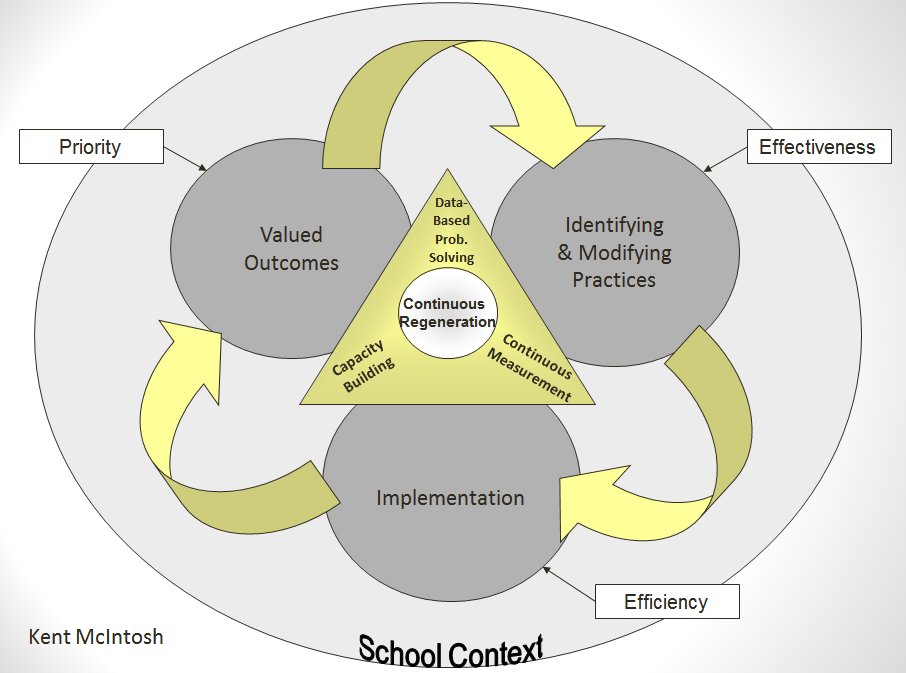 Priority
Effectiveness
Valued
Outcomes
Data-
Based
Prob.
Solving
Identifying
& Modifying
Practices
Continuous
Regeneration
Capacity
Building
Continuous
Measurement
Implementation
Efficiency
Kent McIntosh
School Context